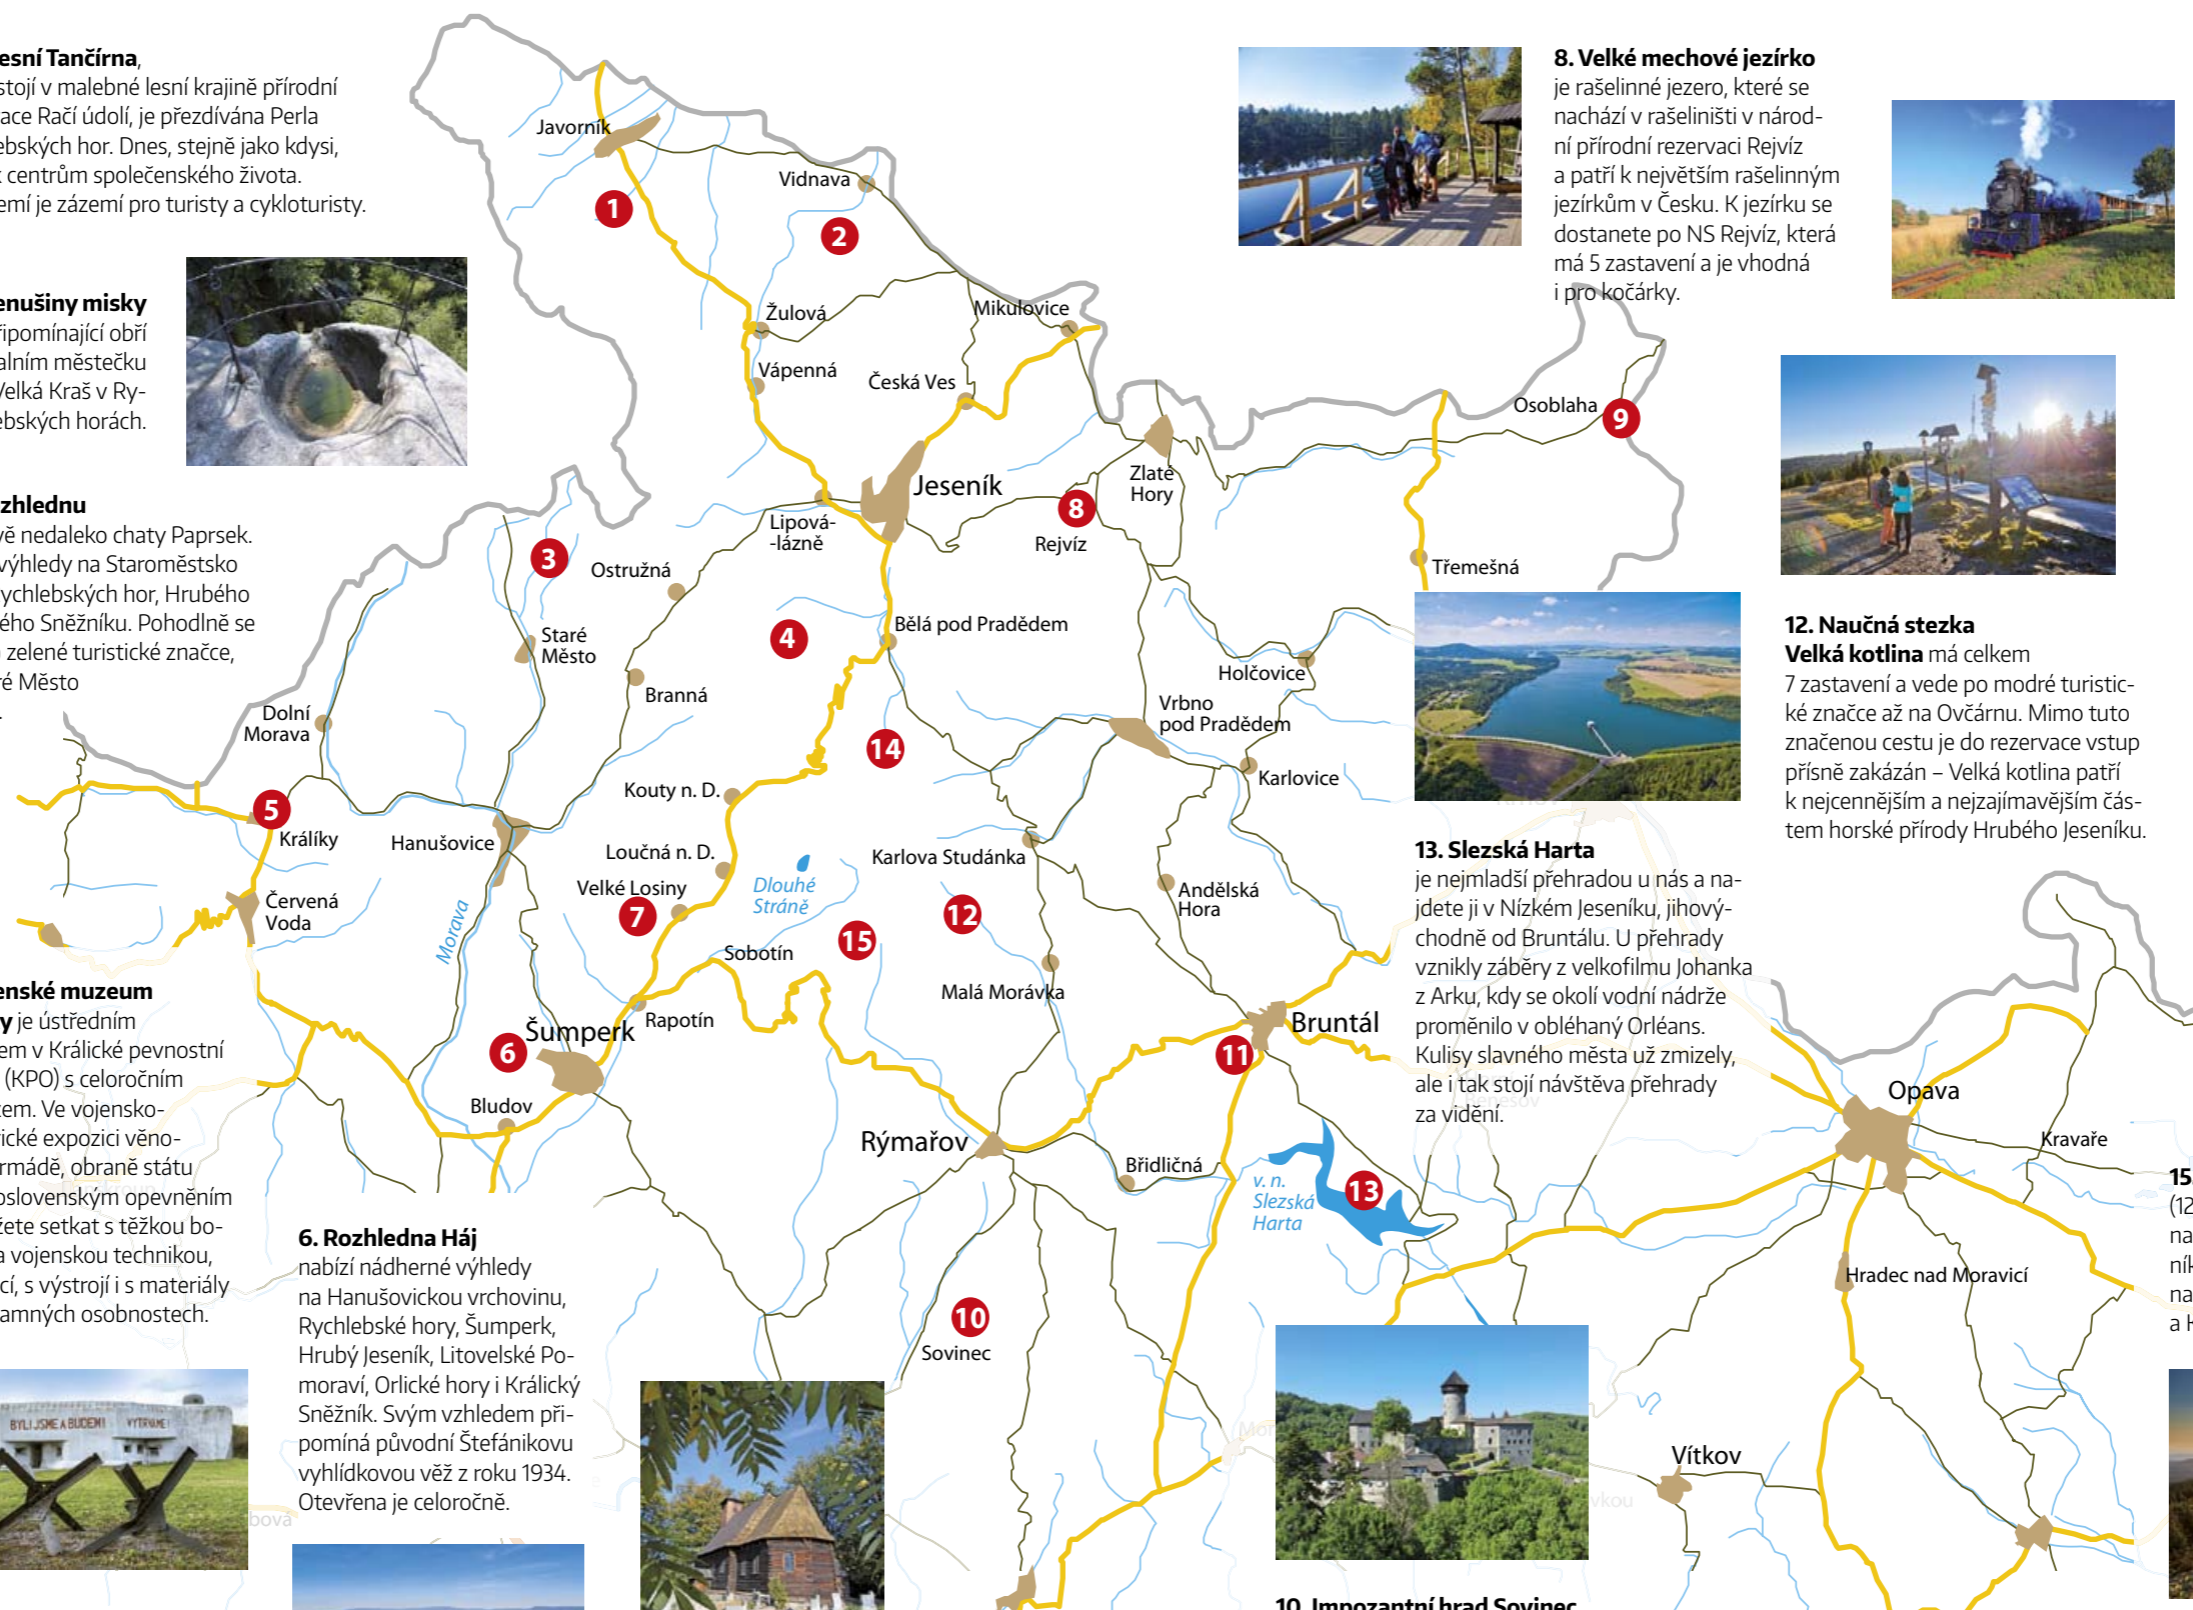 esní Tančírna,
stojí v malebné lesní krajině přírodní
ace Račí údolí, je přezdívána Perla
ebských hor. Dnes, stejně jako kdysi,
k centrům společenského života.
emí je zázemí pro turisty a cykloturisty.
enušiny misky
řipomínající obří
alním městečku
Velká Kraš v Ry-
ebských horách.
zhlednu
vě nedaleko chaty Paprsek.
výhledy na Staroměstsko
ychlebských hor, Hrubého
ého Sněžníku. Pohodlně se
zelené turistické značce,
ré Město
.
enské muzeum
y je ústředním
em v Králické pevnostní
(KPO) s celoročním
zem. Ve vojensko-
rické expozici věno-
rmádě, obraně státu
oslovenským opevněním
žete setkat s těžkou bo-
a vojenskou technikou,
cí, s výstrojí i s materiály
amných osobnostech.
BYLI JSME A BUDEM! VYTRVÁME!
6. Rozhledna Háj
nabízí nádherné výhledy
na Hanušovickou vrchovinu,
Rychlebské hory, Šumperk,
Hrubý Jeseník, Litovelské Po-
moraví, Orlické hory i Králický
Sněžník. Svým vzhledem při-
pomíná původní Štefánikovu
vyhlídkovou věž z roku 1934.
Otevřena je celoročně.
8. Velké mechové jezírko
je rašelinné jezero, které se
nachází v rašeliništi v národ-
ní přírodní rezervaci Rejvíz
a patří k největším rašelinným
jezírkům v Česku. K jezírku se
dostanete po NS Rejvíz, která
má 5 zastavení a je vhodná
i pro kočárky.
12. Naučná stezka
Velká kotlina má celkem
7 zastavení a vede po modré turistic-
ké značce až na Ovčárnu. Mimo tuto
značenou cestu je do rezervace vstup
přísně zakázán – Velká kotlina patří
k nejcennějším a nejzajímavějším čás-
tem horské přírody Hrubého Jeseníku.
13. Slezská Harta
je nejmladší přehradou u nás a na-
jdete ji v Nízkém Jeseníku, jihový-
chodně od Bruntálu. U přehrady
vznikly záběry z velkofilmu Johanka
z Arku, kdy se okolí vodní nádrže
proměnilo v obléhaný Orléans.
Kulisy slavného města už zmizely,
ale i tak stojí návštěva přehrady
za vidění.
10. Impozantní hrad Sovinec
15.
(12
na
ník
na
a K
Javorník
1
Vidnava
2
Žulová
Mikulovice
Vápenná
Česká Ves
Osoblaha
9
Jeseník
Zlaté
Hory
8
Rejvíz
Lipová-
-lázně
3
Ostružná
Třemešná
4
Bělá pod Pradědem
Staré
Město
Branná
Holčovice
Vrbno
pod Pradědem
Dolní
Morava
14
Karlovice
Kouty n. D.
5
Králíky
Hanušovice
Loučná n. D.
Karlova Studánka
Velké Losiny
7
Dlouhé
Stráně
Andělská
Hora
Červená
Voda
12
15
Morava
Sobotín
Malá Morávka
Rapotín
Šumperk
6
Bruntál
11
Benešov
Bludov
Opava
Rýmařov
Kravaře
Břidličná
v. n.
Slezská
Harta
13
Hradec nad Moravicí
10
Sovinec
Mor
Vítkov
vkou
bová